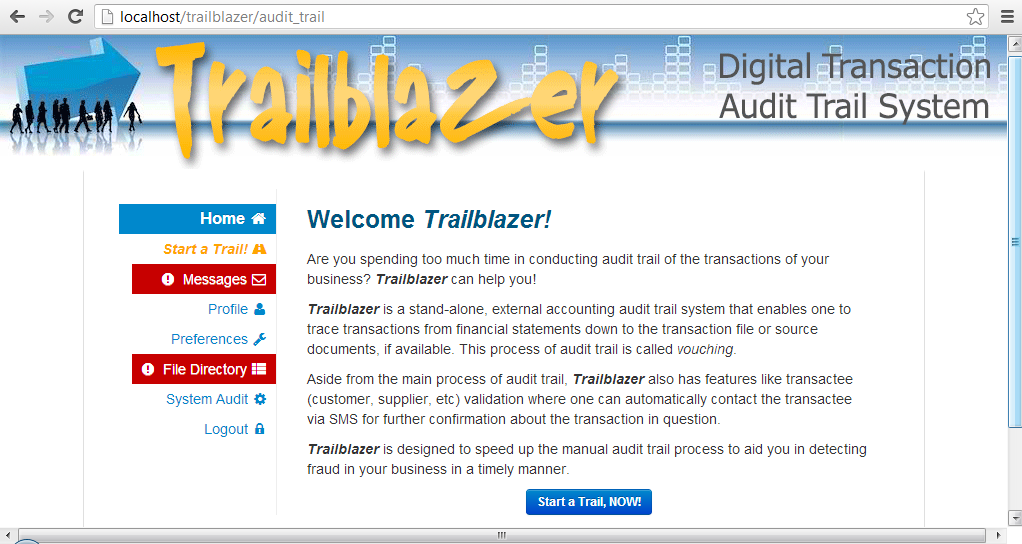 localhost/trailblazer/audit_trail
Trailblazer
Digital Transaction
Audit Trail System
Home
Start a Trail!
Messages
Profile
Preferences
File Directory
System Audit
Logout
Welcome Trailblazer!
Are you spending too much time in conducting audit trail of the transactions of your
business? Trailblazer can help you!
Trailblazer is a stand-alone, external accounting audit trail system that enables one to
trace transactions from financial statements down to the transaction file or source
documents, if available. This process of audit trail is called vouching.
Aside from the main process of audit trail, Trailblazer also has features like transactee
(customer, supplier, etc) validation where one can automatically contact the transactee
via SMS for further confirmation about the transaction in question.
Trailblazer is designed to speed up the manual audit trail process to aid you in detecting
fraud in your business in a timely manner.
Start a Trail, NOW!